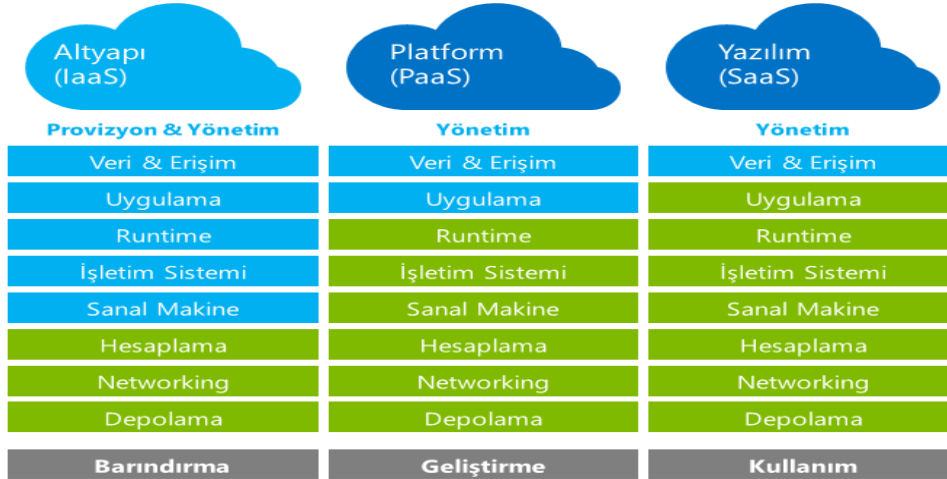 Altyapı
(IaaS)
Platform
(PaaS)
Yazılım
(SaaS)
Provizyon & Yönetim
Yönetim
Yönetim
Veri & Erişim
Veri & Erişim
Veri & Erişim
Uygulama
Uygulama
Uygulama
Runtime
Runtime
Runtime
İşletim Sistemi
İşletim Sistemi
İşletim Sistemi
Sanal Makine
Sanal Makine
Sanal Makine
Hesaplama
Hesaplama
Hesaplama
Networking
Networking
Networking
Depolama
Depolama
Depolama
Barındırma
Geliştirme
Kullanım